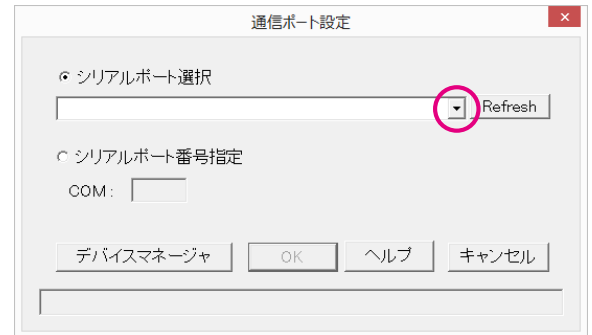 通信ポート設定
シリアルポート選択
Refresh
シリアルポート番号指定
COM:
デバイスマネージャ OK ヘルプ キャンセル